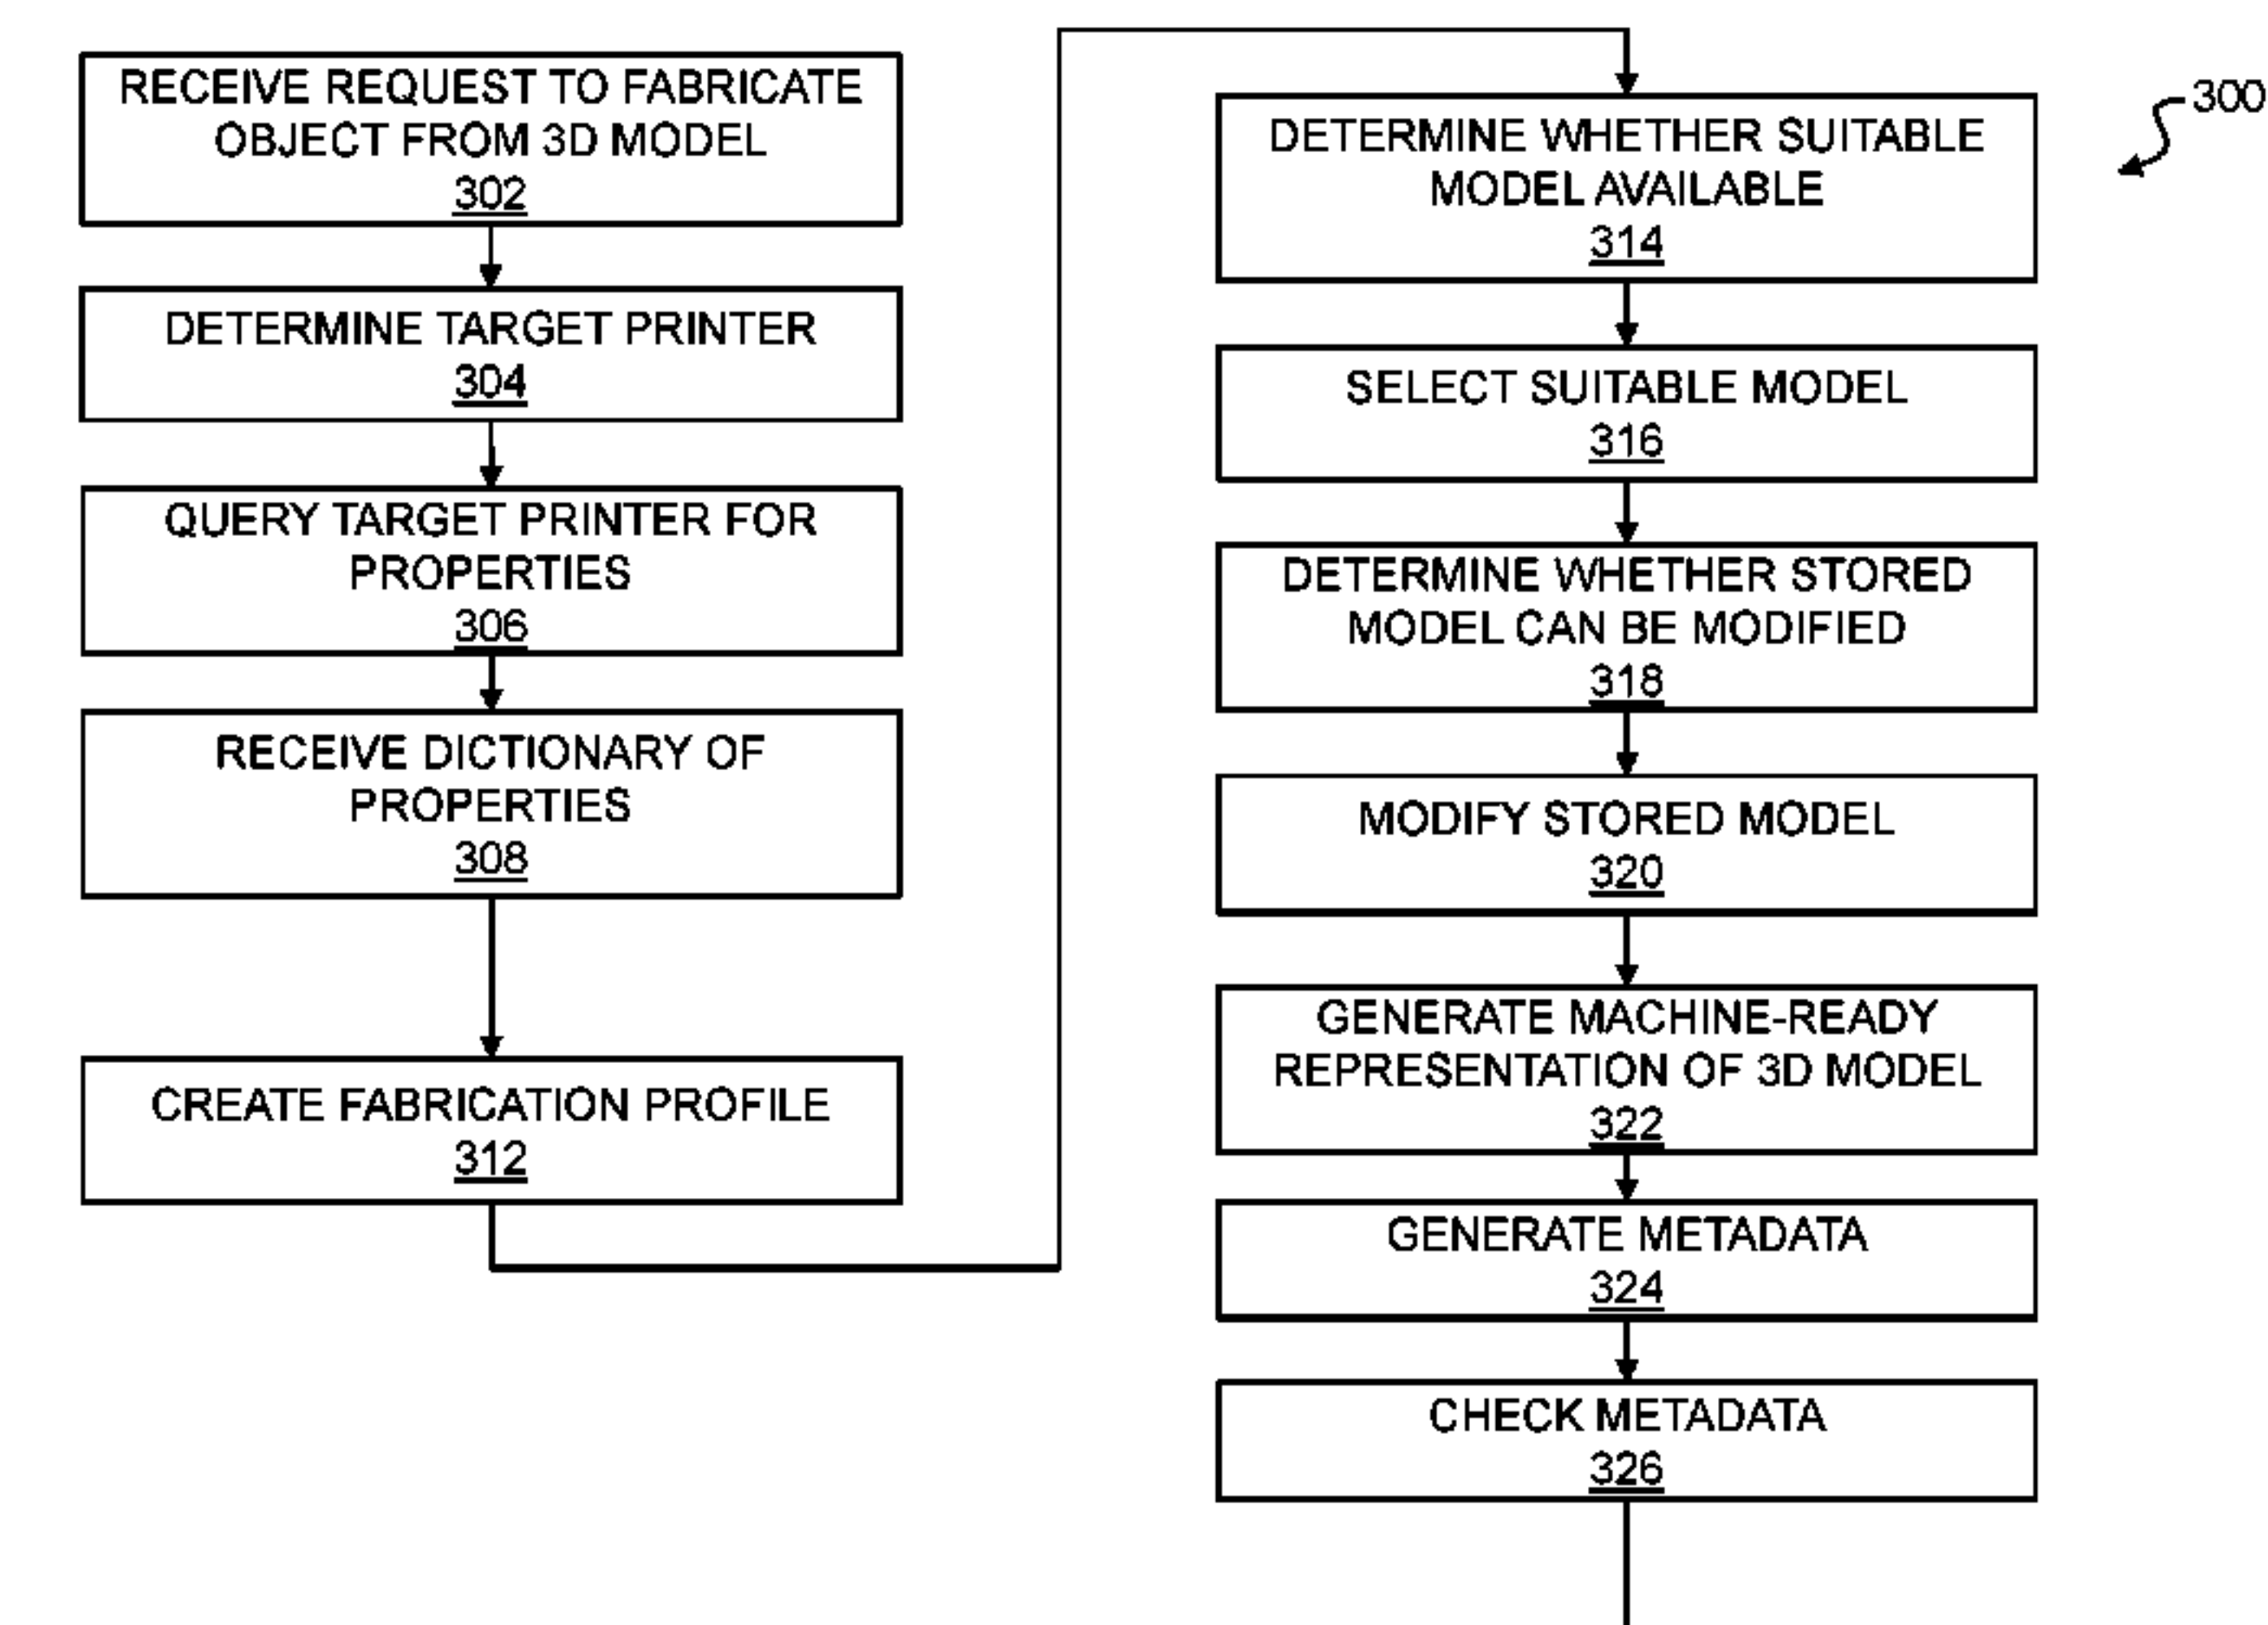 RECEIVE REQUEST TO FABRICATE
OBJECT FROM 3D MODEL
302
DETERMINE TARGET PRINTER
304
QUERY TARGET PRINTER FOR
PROPERTIES
306
RECEIVE DICTIONARY OF
PROPERTIES
308
CREATE FABRICATION PROFILE
312
300
DETERMINE WHETHER SUITABLE
MODEL AVAILABLE
314
SELECT SUITABLE MODEL
316
DETERMINE WHETHER STORED
MODEL CAN BE MODIFIED
318
MODIFY STORED MODEL
320
GENERATE MACHINE-READY
REPRESENTATION OF 3D MODEL
322
GENERATE METADATA
324
CHECK METADATA
326